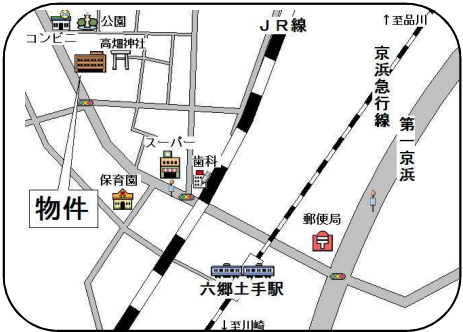 公園
コンビニ
高畑神社
JR線
↑至品川
京浜急行線
第一京浜
スーパー
歯科
保育園
物件
郵便局
六郷土手駅
↓至川崎